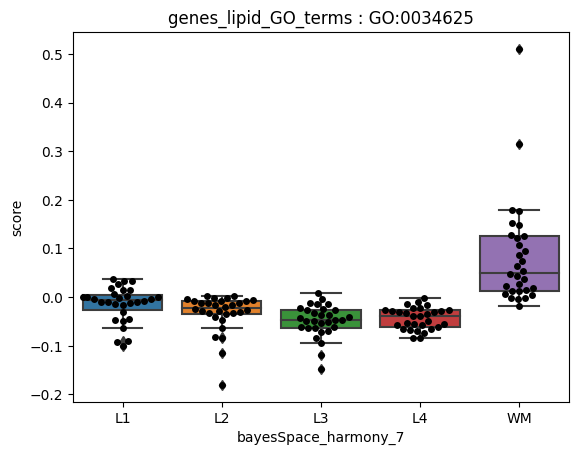 genes_lipid_GO_terms : GO:0034625
0.5
0.4
0.3
0.2
0.1
0.0
−0.1
−0.2
score
L1 L2 L3 L4 WM
bayesSpace_harmony_7